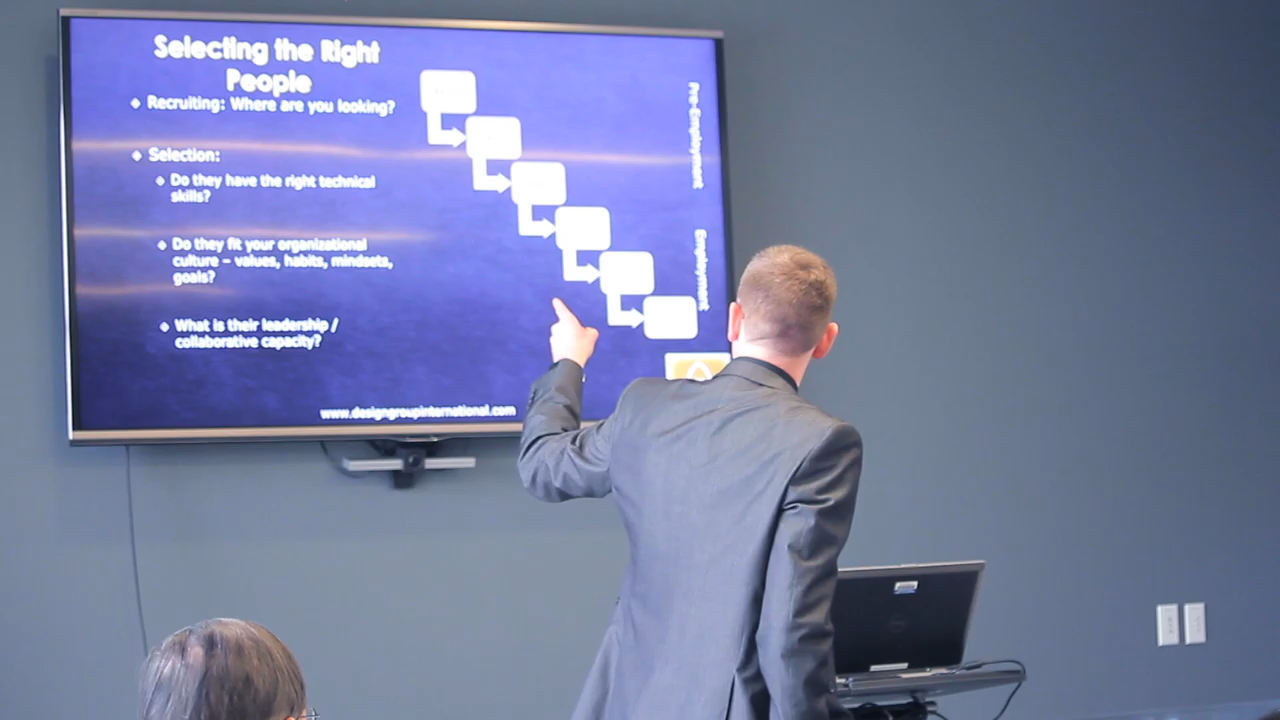 Selecting the Right
People
Recruiting: Where are you looking?
Selection:
Do they have the right technical
skills?
Do they fit your organizational
culture – values, habits, mindsets,
goals?
What is their leadership /
collaborative capacity?
Pre-Employment
Employment
www.designgroupinternational.com